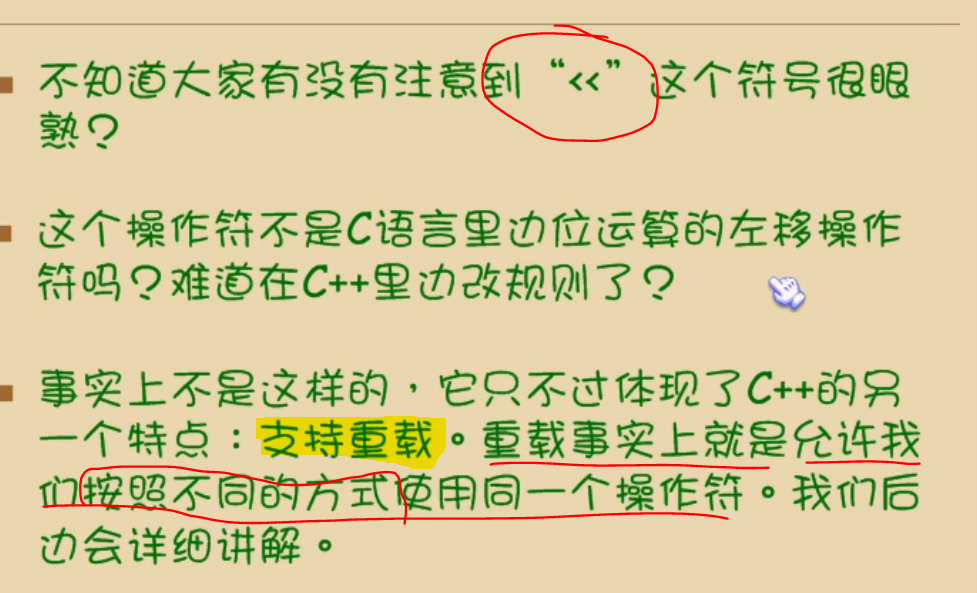 不知道大家有没有注意到“<<”这个符号很眼
熟？
这个操作符不是C语言里边位运算的左移操作
符吗？难道在C++里边改规则了？
事实上不是这样的，它只不过体现了C++的另
一个特点：支持重载。重载事实上就是允许我
们按照不同的方式使用同一个操作符。我们后
边会详细讲解。